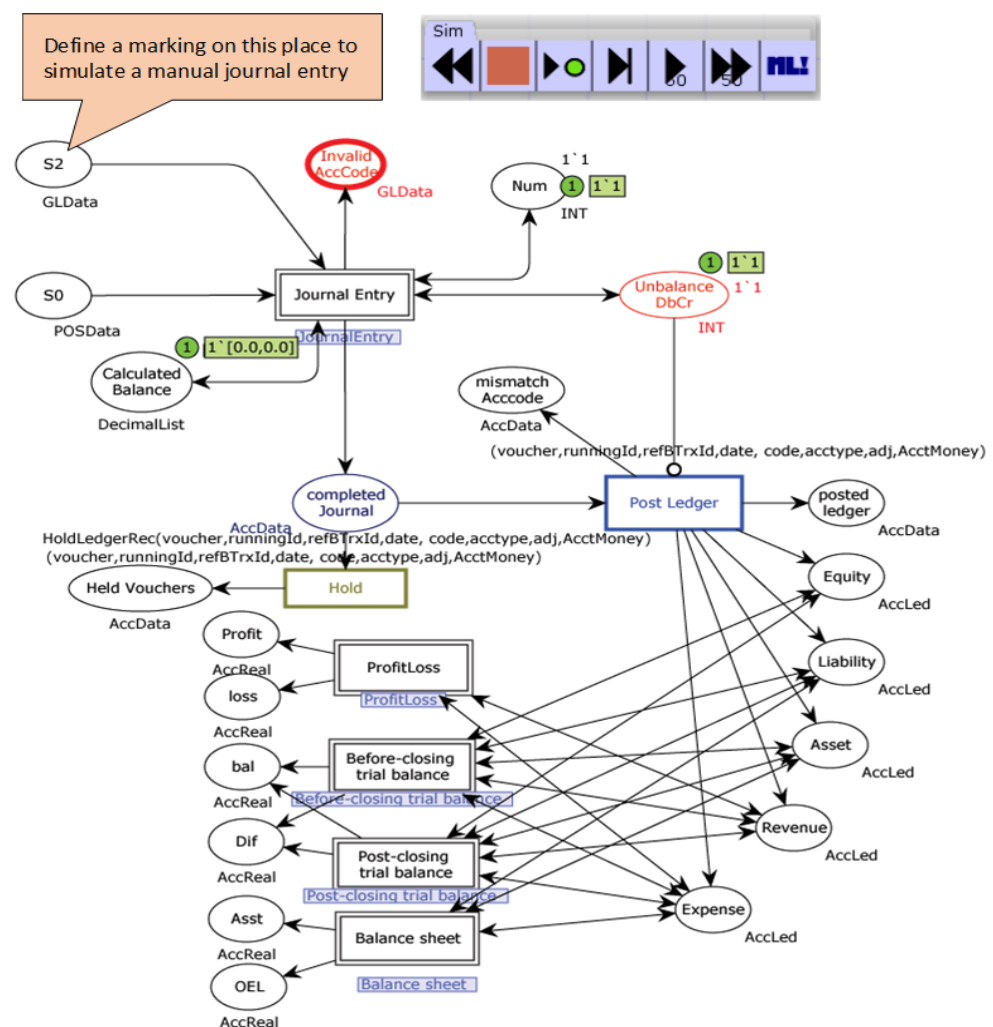 Define a marking on this place to
simulate a manual journal entry
Sim
50
50
ML!
S2
GLData
Invalid
AccCode
GLData
1`1
Num
1
1`1
INT
Journal Entry
JournalEntry
S0
POSData
1
1`1
Unbalance
DbCr
1`1
INT
1
1`[0.0,0.0]
Calculated
Balance
DecimalList
mismatch
Acccode
AccData
(voucher,runningId,refBTrxId,date, code,acctype,adj,AcctMoney)
completed
Journal
AccData
Post Ledger
posted
ledger
AccData
HoldLedgerRec(voucher,runningId,refBTrxId,date, code,acctype,adj,AcctMoney)
(voucher,runningId,refBTrxId,date, code,acctype,adj,AcctMoney)
Held Vouchers
AccData
Hold
Equity
AccLed
Profit
AccReal
ProfitLoss
ProfitLoss
Liability
AccLed
loss
AccReal
Asset
AccLed
bal
AccReal
Before-closing
trial balance
Before-closing trial balance
Revenue
AccLed
Dif
AccReal
Post-closing
trial balance
Post-closing trial balance
Expense
AccLed
Asst
AccReal
Balance sheet
Balance sheet
OEL
AccReal